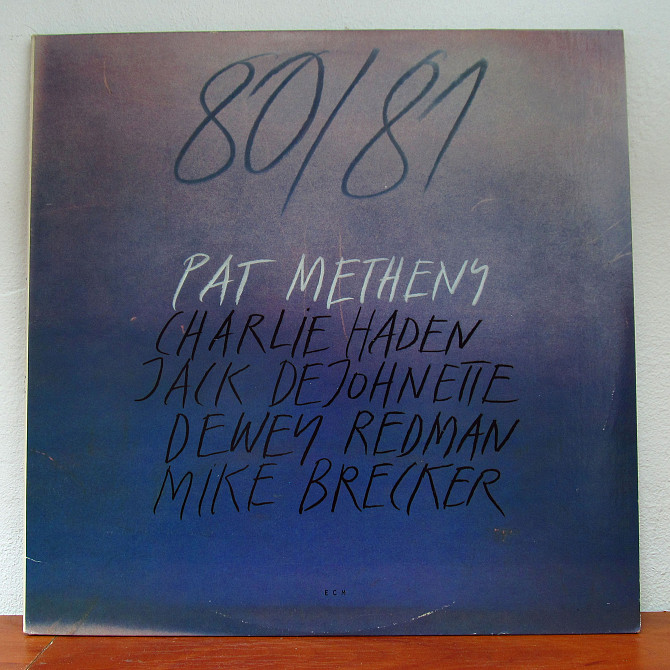 80/81
PAT METHENY
CHARLIE HADEN
JACK DEJOHNETTE
DEWEY REDMAN
MIKE BRECKER
ECM